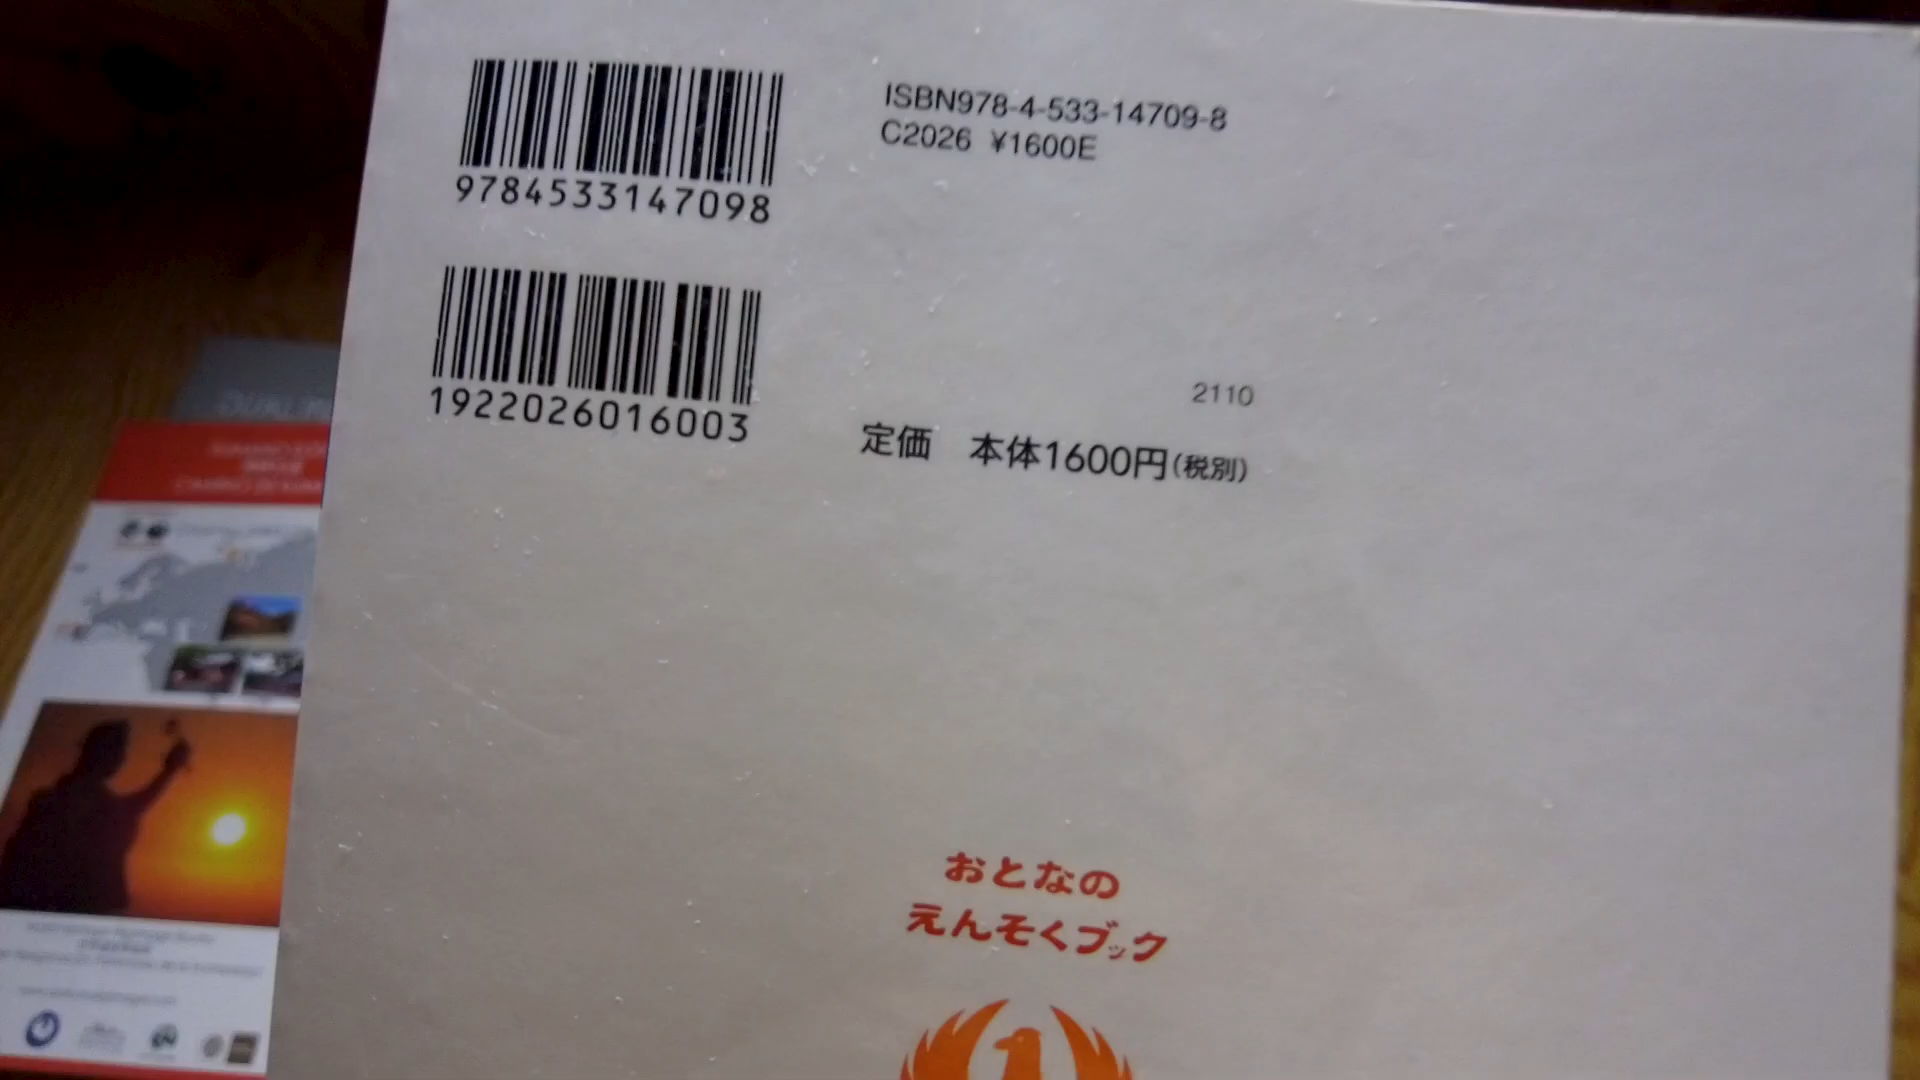 ISBN978-4-533-14709-8
C2026 ¥1600E
9784533147098
1922026016003
2110
定価 本体1600円(税別)
おとなの
えんそくブック